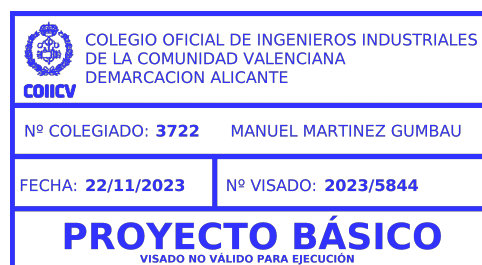 COLEGIO OFICIAL DE INGENIEROS INDUSTRIALES
DE LA COMUNIDAD VALENCIANA
DEMARCACION ALICANTE
COIICV
Nº COLEGIADO: 3722 MANUEL MARTINEZ GUMBAU
FECHA: 22/11/2023 Nº VISADO: 2023/5844
PROYECTO BÁSICO
VISADO NO VÁLIDO PARA EJECUCIÓN